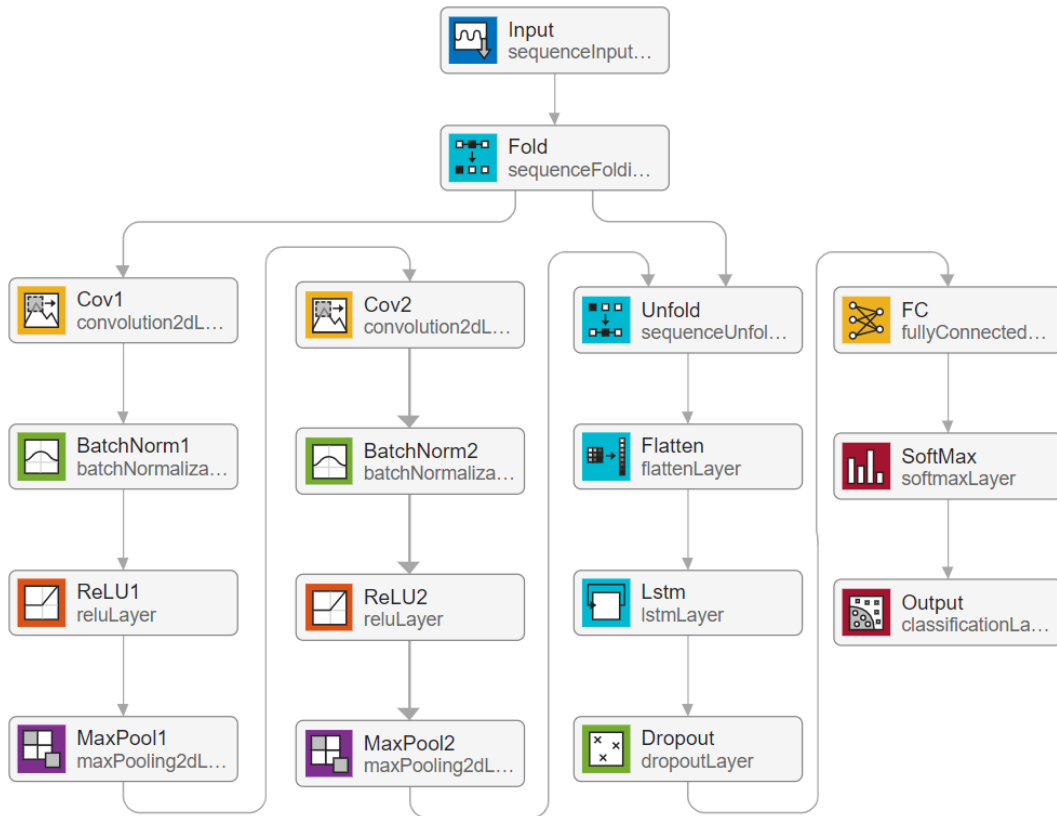 Input
sequenceInput...
Fold
sequenceFoldi...
Cov1
convolution2dL...
BatchNorm1
batchNormaliza...
ReLU1
reluLayer
MaxPool1
maxPooling2dL...
Cov2
convolution2dL...
BatchNorm2
batchNormaliza...
ReLU2
reluLayer
MaxPool2
maxPooling2dL...
Unfold
sequenceUnfol...
Flatten
flattenLayer
Lstm
lstmLayer
Dropout
dropoutLayer
FC
fullyConnected...
SoftMax
softmaxLayer
Output
classificationLa...